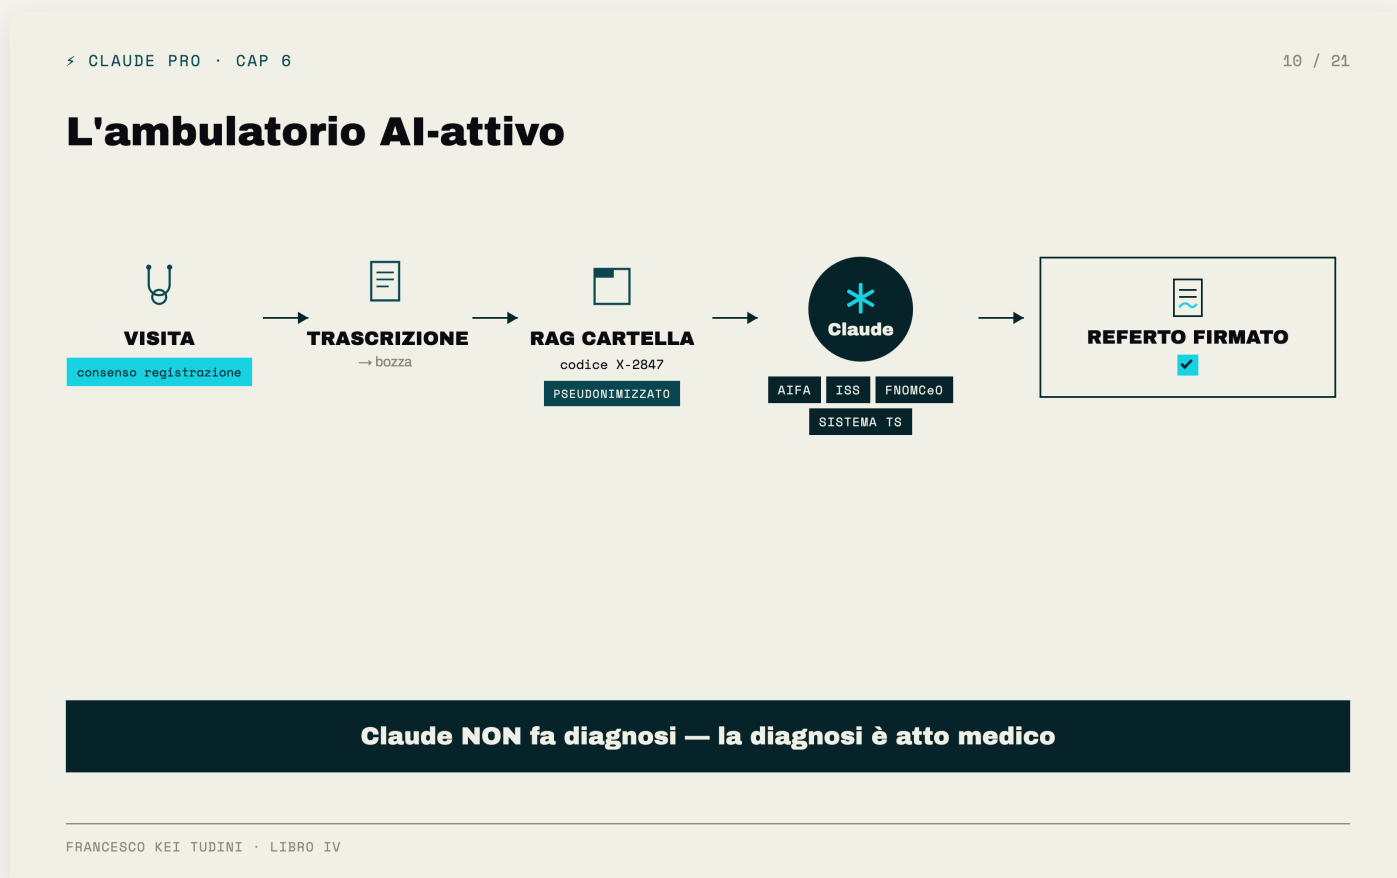 ⚡ CLAUDE PRO · CAP 6
10 / 21
L'ambulatorio AI-attivo
VISITA
consenso registrazione
TRASCRIZIONE
→ bozza
RAG CARTELLA
codice X-2847
PSEUDONIMIZZATO
Claude
AIFA ISS FNOMCeO
SISTEMA TS
REFERTO FIRMATO
Claude NON fa diagnosi — la diagnosi è atto medico
FRANCESCO KEI TUDINI · LIBRO IV